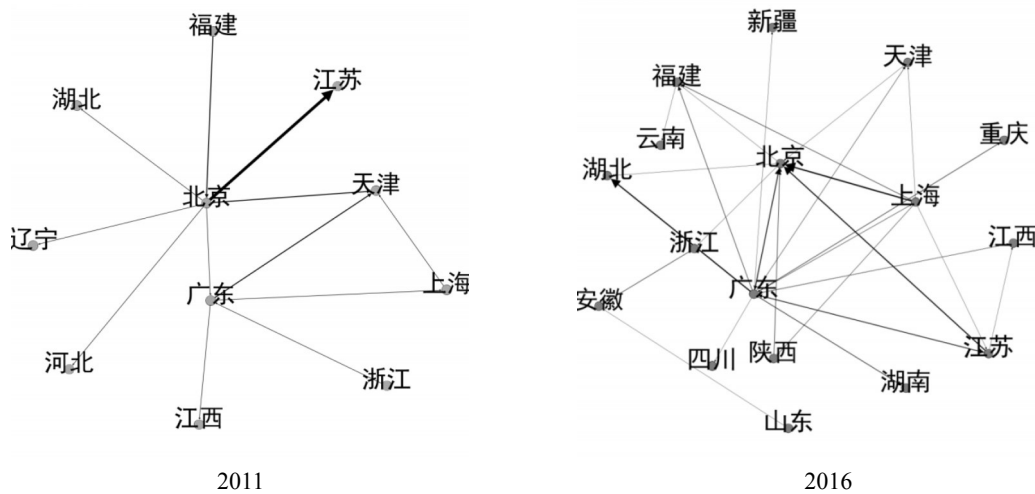 福建
江苏
湖北
天津
北京
辽宁
广东
上海
河北
浙江
江西
2011
新疆
天津
福建
重庆
云南
北京
湖北
上海
浙江
江西
广东
安徽
四川
陕西
江苏
湖南
山东
2016